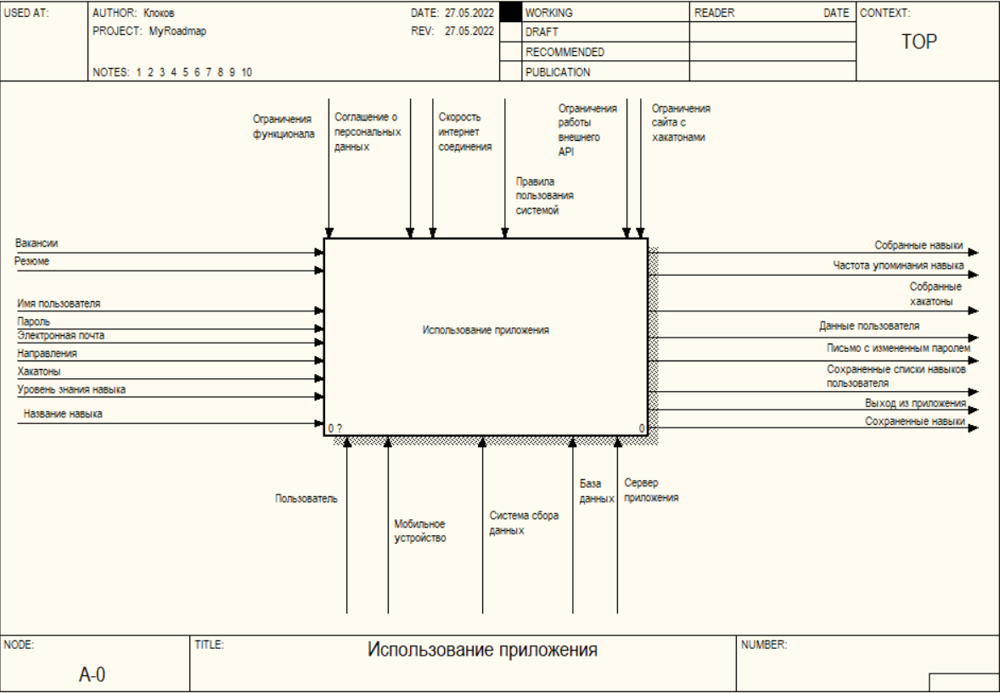 USED AT:
AUTHOR: Клоков
DATE: 27.05.2022
WORKING
READER
DATE
CONTEXT:
PROJECT: MyRoadmap
REV: 27.05.2022
DRAFT
TOP
RECOMMENDED
NOTES: 1 2 3 4 5 6 7 8 9 10
PUBLICATION
Ограничения
функционала
Соглашение о
персональных
данных
Скорость
интернет
соединения
Правила
пользования
системой
Ограничения
работы
внешнего
API
Ограничения
сайта с
хакатонами
Вакансии
Резюме
Имя пользователя
Пароль
Электронная почта
Направления
Хакатоны
Уровень знания навыка
Название навыка
Использование приложения
0 ?
0
Собранные навыки
Частота упоминания навыка
Собранные
хакатоны
Данные пользователя
Письмо с измененным паролем
Сохраненные списки навыков
пользователя
Выход из приложения
Сохраненные навыки
Пользователь
Мобильное
устройство
Система сбора
данных
База
данных
Сервер
приложения
NODE:
A-0
TITLE:
Использование приложения
NUMBER: